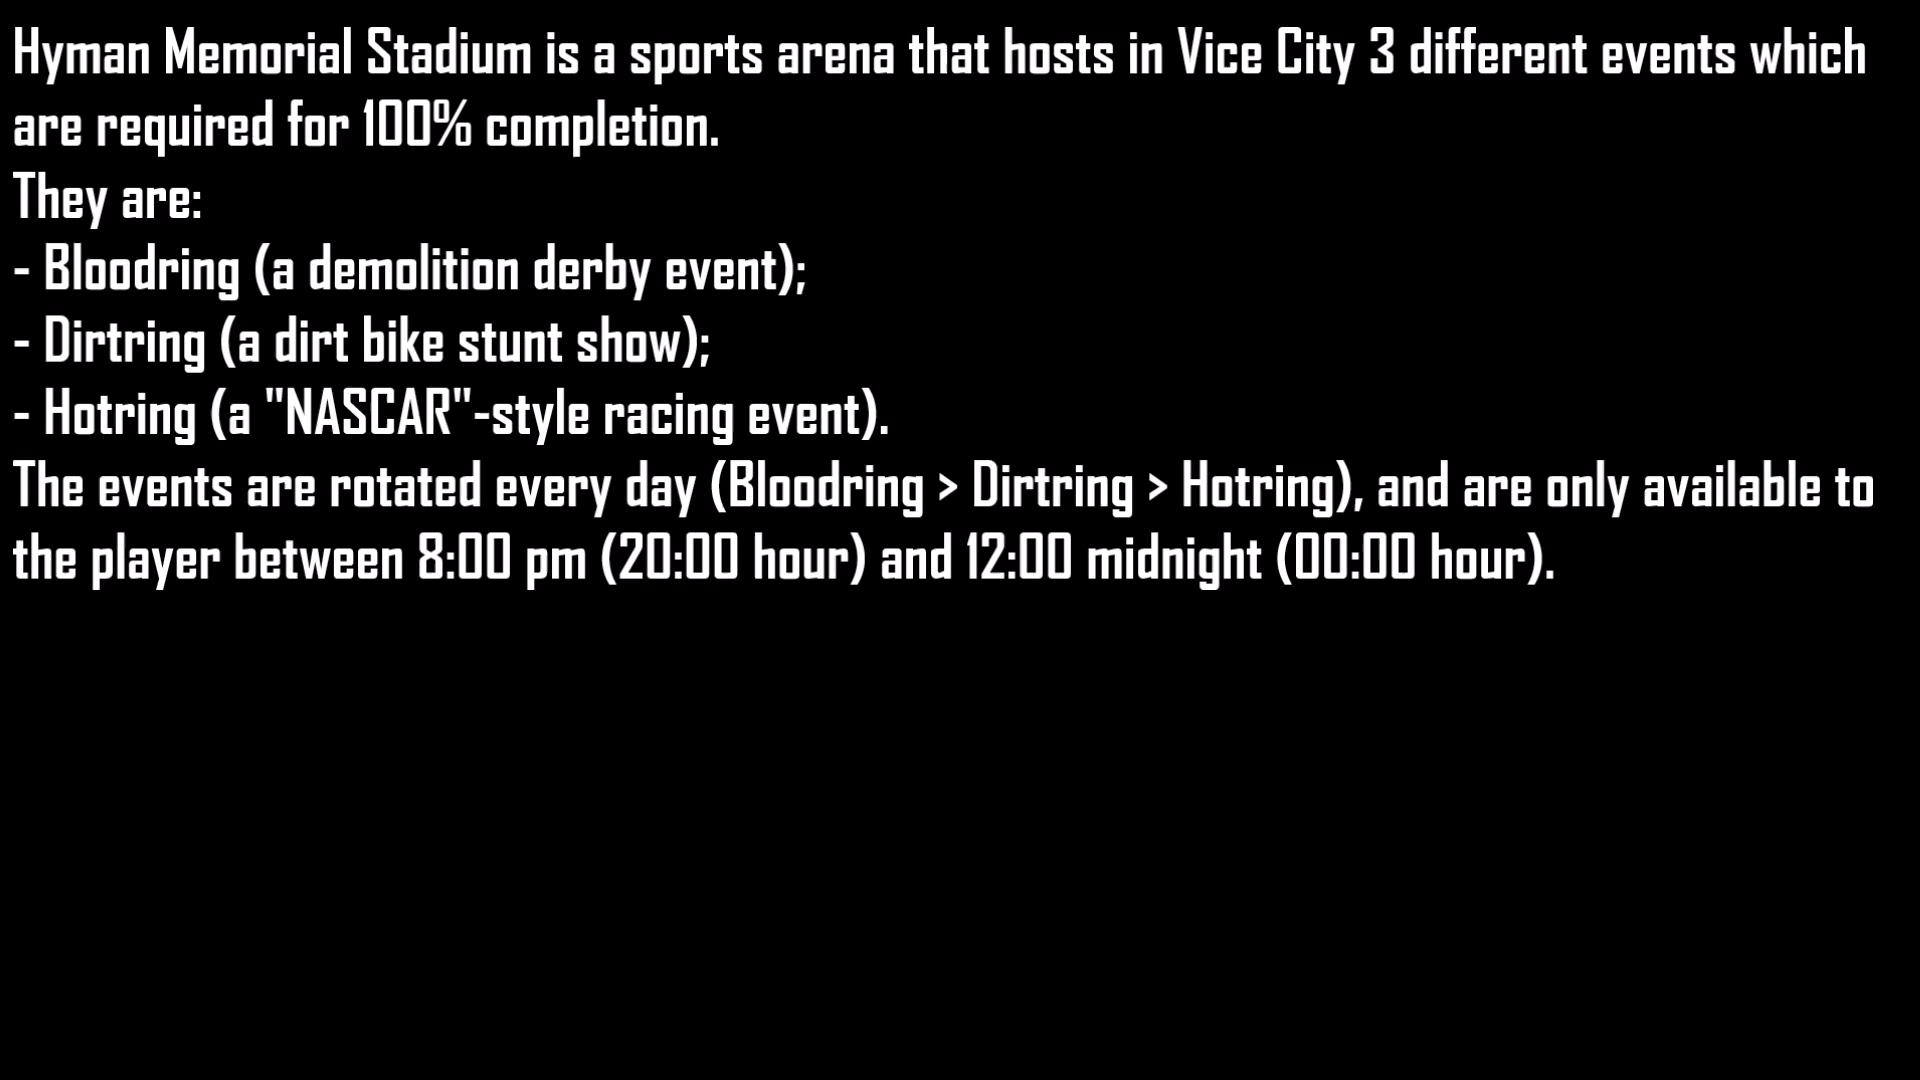 Hyman Memorial Stadium is a sports arena that hosts in Vice City 3 different events which
are required for 100% completion.
They are:
- Bloodring (a demolition derby event);
- Dirtring (a dirt bike stunt show);
- Hotring (a "NASCAR"-style racing event).
The events are rotated every day (Bloodring > Dirtring > Hotring), and are only available to
the player between 8:00 pm (20:00 hour) and 12:00 midnight (00:00 hour).